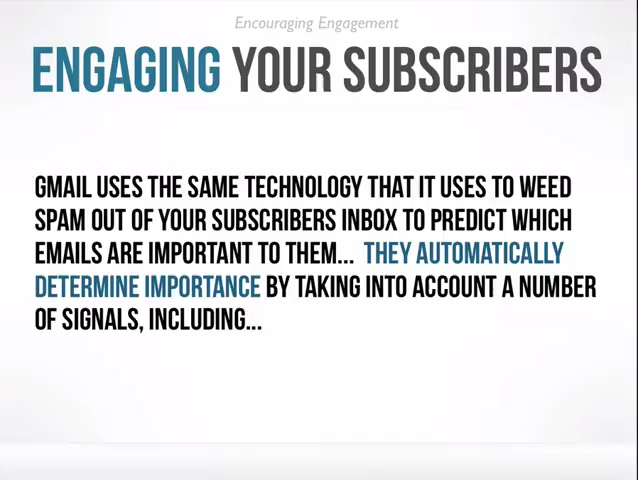 Encouraging Engagement
ENGAGING YOUR SUBSCRIBERS
GMAIL USES THE SAME TECHNOLOGY THAT IT USES TO WEED
SPAM OUT OF YOUR SUBSCRIBERS INBOX TO PREDICT WHICH
EMAILS ARE IMPORTANT TO THEM... THEY AUTOMATICALLY
DETERMINE IMPORTANCE BY TAKING INTO ACCOUNT A NUMBER
OF SIGNALS, INCLUDING...